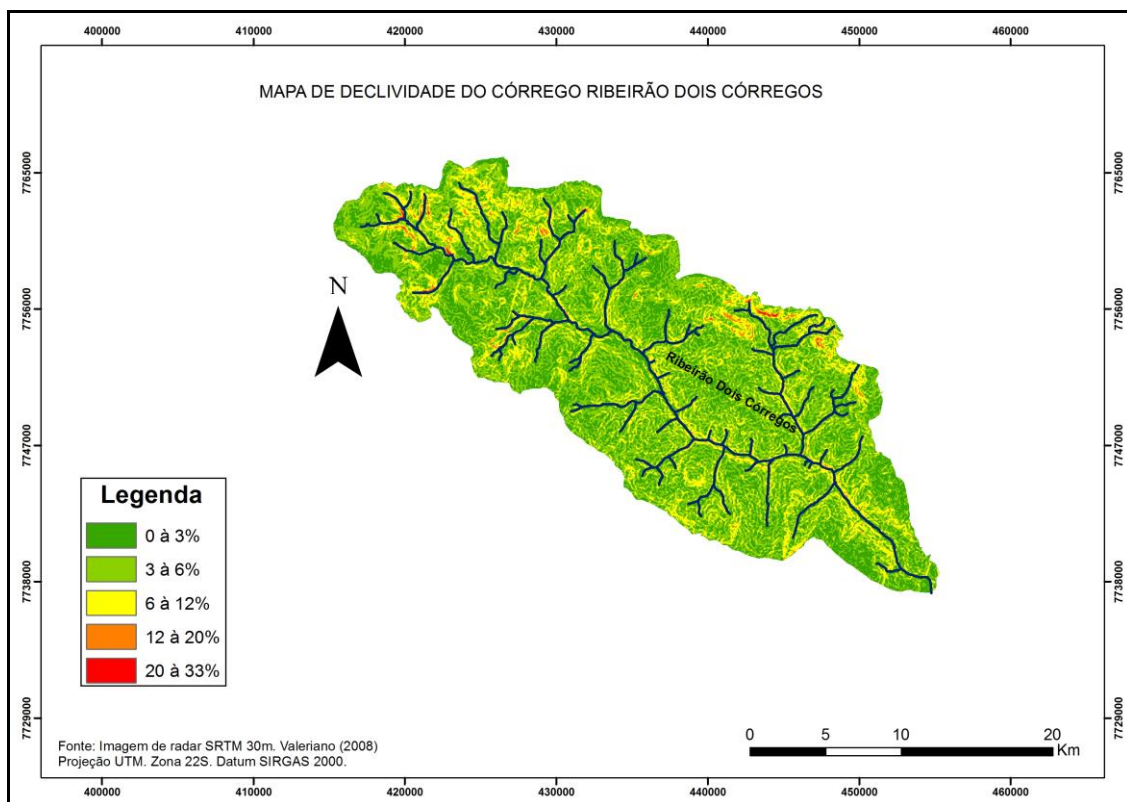 400000 410000 420000 430000 440000 450000 460000
MAPA DE DECLIVIDADE DO CÓRREGO RIBEIRÃO DOIS CÓRREGOS
7765000 7765000
N
7756000 7756000
Ribeirão Dois Córregos
7747000 7747000
Legenda
0 à 3%
3 à 6%
6 à 12%
12 à 20%
20 à 33%
7738000 7738000
7729000 7729000
Fonte: Imagem de radar SRTM 30m. Valeriano (2008)
Projeção UTM. Zona 22S. Datum SIRGAS 2000.
0 5 10 20
Km
400000 410000 420000 430000 440000 450000 460000